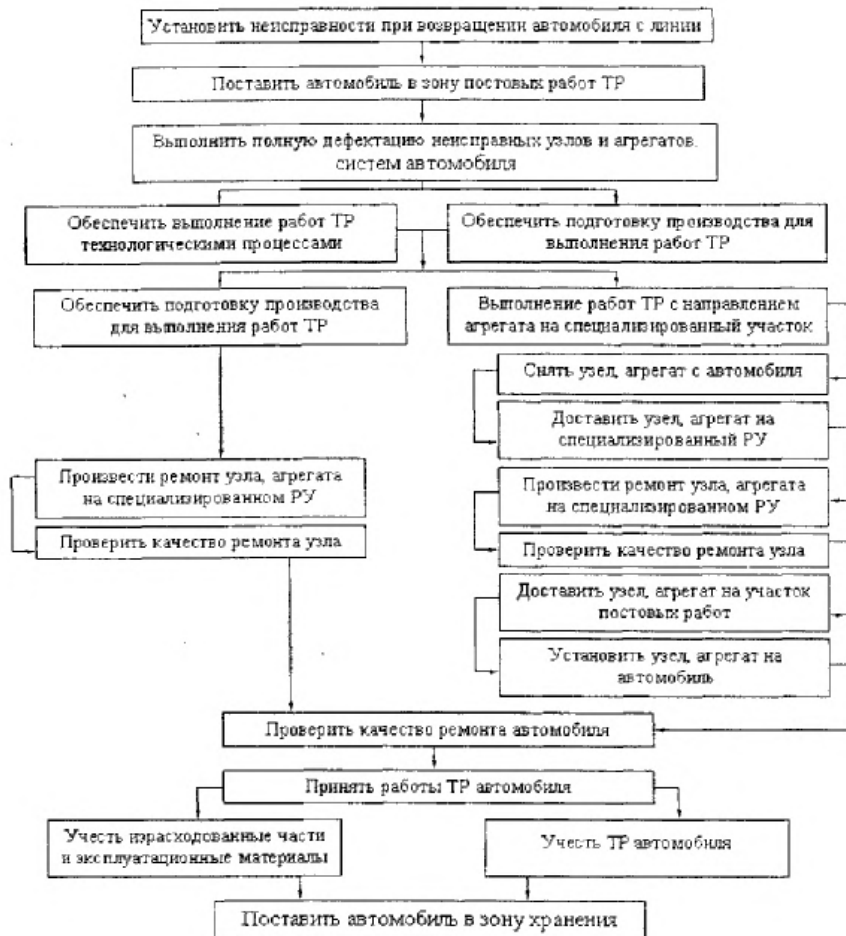 Установить неисправности при возвращении автомобиля с линии
Поставить автомобиль в зону постовых работ ТР
Выполнить полную дефектацию неисправных узлов и агрегатов.
систем автомобиля
Обеспечить выполнение работ ТР
технологическими процессами
Обеспечить подготовку производства для
выполнения работ ТР
Обеспечить подготовку производства
для выполнения работ ТР
Выполнение работ ТР с направлением
агрегата на специализированный участок
Снять узел, агрегат с автомобиля
Доставить узел, агрегат на
специализированный РУ
Произвести ремонт узла, агрегата
на специализированном РУ
Проверить качество ремонта узла
Произвести ремонт узла, агрегата
на специализированном РУ
Проверить качество ремонта узла
Доставить узел, агрегат на участок
постовых работ
Установить узел, агрегат на
автомобиль
Проверить качество ремонта автомобиля
Принять работы ТР автомобиля
Учесть израсходованные части
и эксплуатационные материалы
Учесть ТР автомобиля
Поставить автомобиль в зону хранения